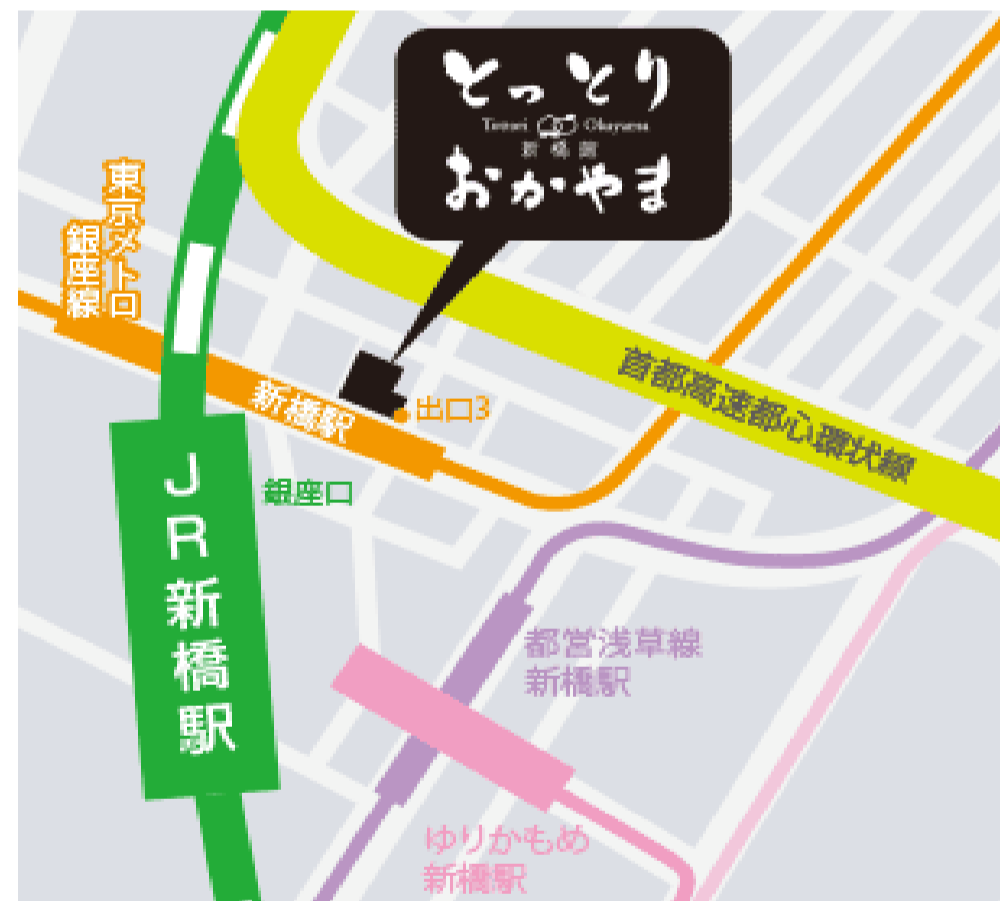 とっとり
Tottori Okayama
新橋館
おかやま
東京メトロ
銀座線
新橋駅
出口3
首都高速都心環状線
銀座口
JR新橋駅
都営浅草線
新橋駅
ゆりかもめ
新橋駅